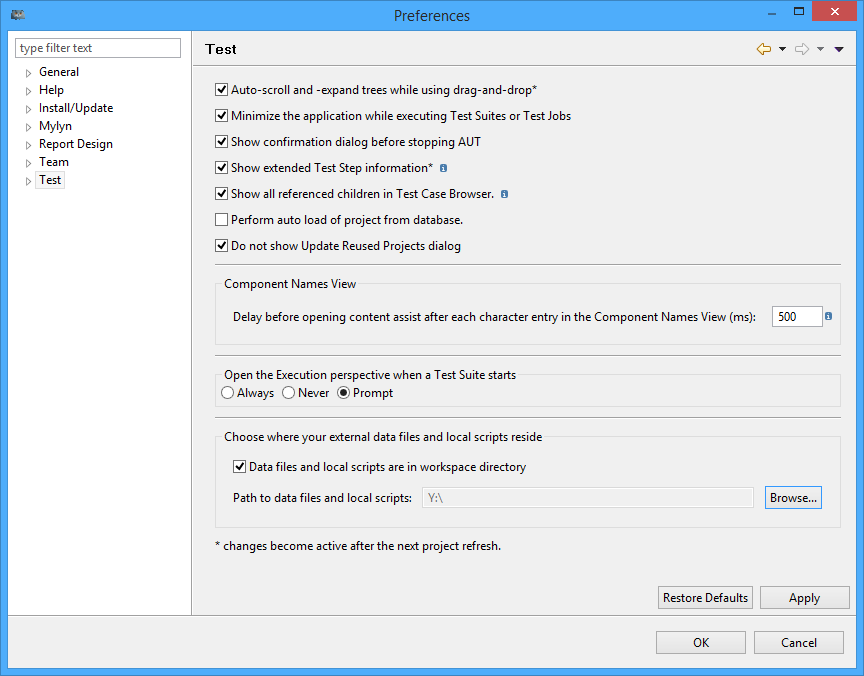 Preferences
type filter text
General
Help
Install/Update
Mylyn
Report Design
Team
Test
Test
Auto-scroll and -expand trees while using drag-and-drop*
Minimize the application while executing Test Suites or Test Jobs
Show confirmation dialog before stopping AUT
Show extended Test Step information*
Show all referenced children in Test Case Browser.
Perform auto load of project from database.
Do not show Update Reused Projects dialog
Component Names View
Delay before opening content assist after each character entry in the Component Names View (ms): 500
Open the Execution perspective when a Test Suite starts
Always Never Prompt
Choose where your external data files and local scripts reside
Data files and local scripts are in workspace directory
Path to data files and local scripts: Y:\ Browse...
* changes become active after the next project refresh.
Restore Defaults Apply
OK Cancel